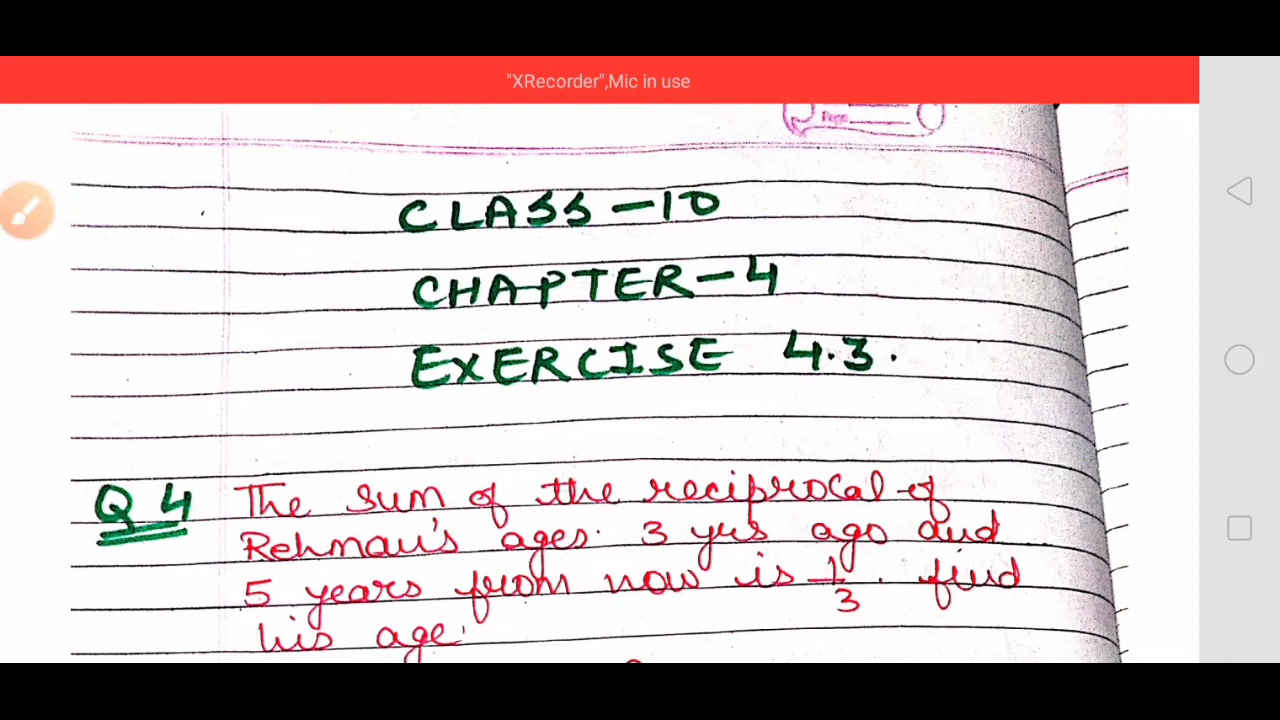 "XRecorder",Mic in use
CLASS-10
CHAPTER-4
EXERCISE 4.3.
Q 4 The sum of the reciprocal of
Rehman's ages. 3 yrs ago and
5 years from now is 1/3. find
his age.